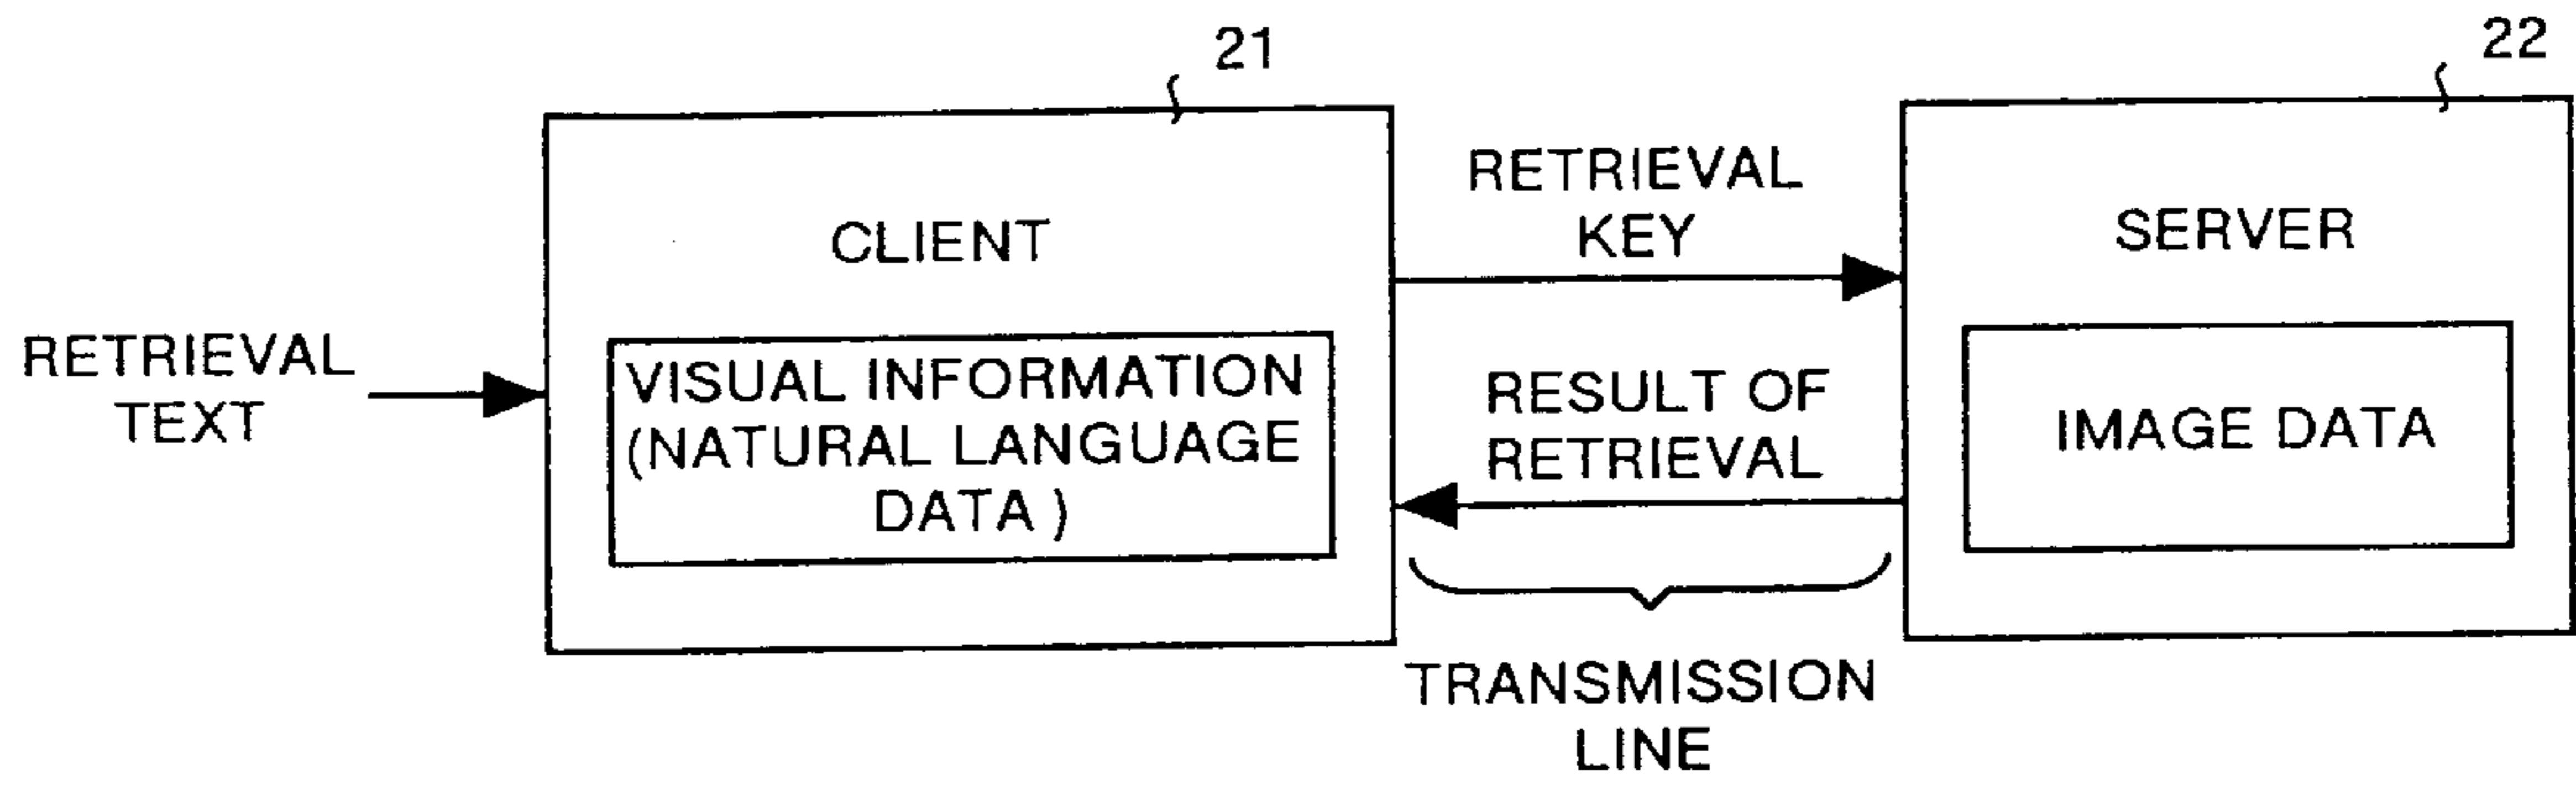 21
22
RETRIEVAL
TEXT
CLIENT
VISUAL INFORMATION
(NATURAL LANGUAGE
DATA )
RETRIEVAL
KEY
RESULT OF
RETRIEVAL
TRANSMISSION
LINE
SERVER
IMAGE DATA